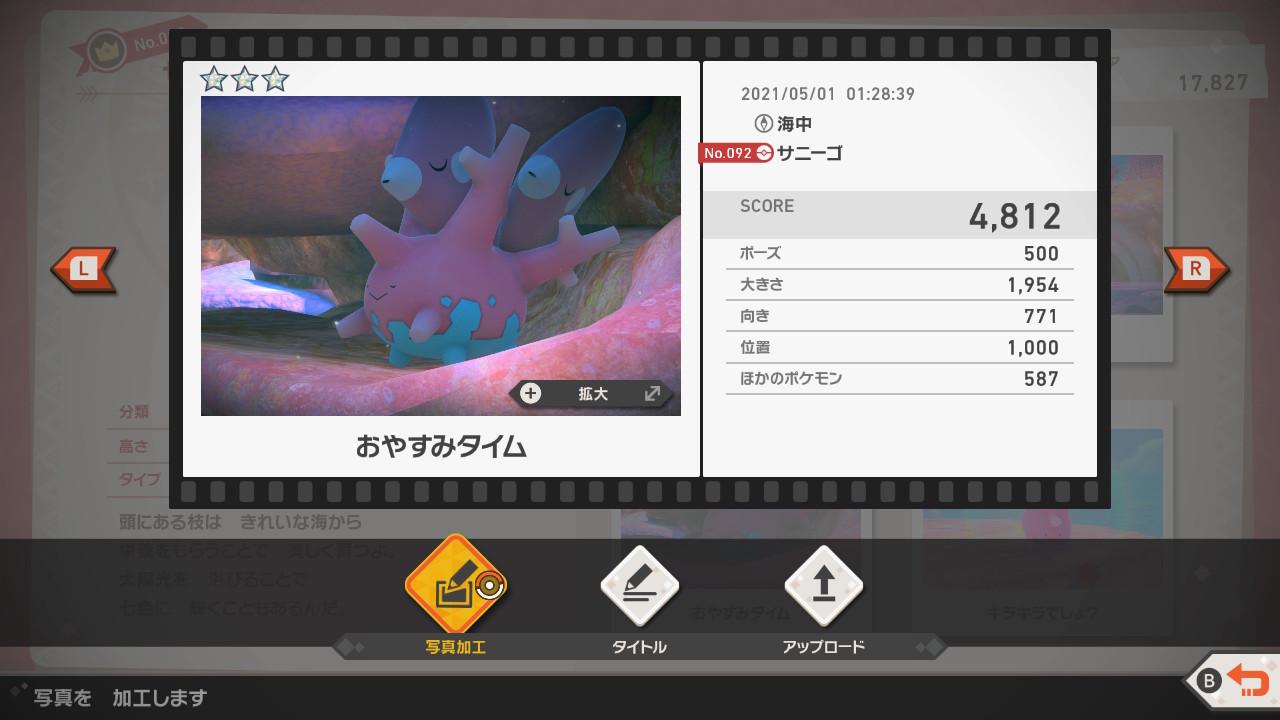 No.0
17,827
2021/05/01 01:28:39
海中
No.092 サニーゴ
SCORE 4,812
ポーズ 500
大きさ 1,954
向き 771
位置 1,000
ほかのポケモン 587
L
R
+ 拡大
おやすみタイム
分類
高さ
タイプ
頭にある枝は きれいな海から
栄養をもらうことで 美しく育つよ。
太陽光を 浴びることで
七色に 輝くこともあるんだ。
おやすみタイム
キラキラでしょ?
写真加工
タイトル
アップロード
B
写真を 加工します